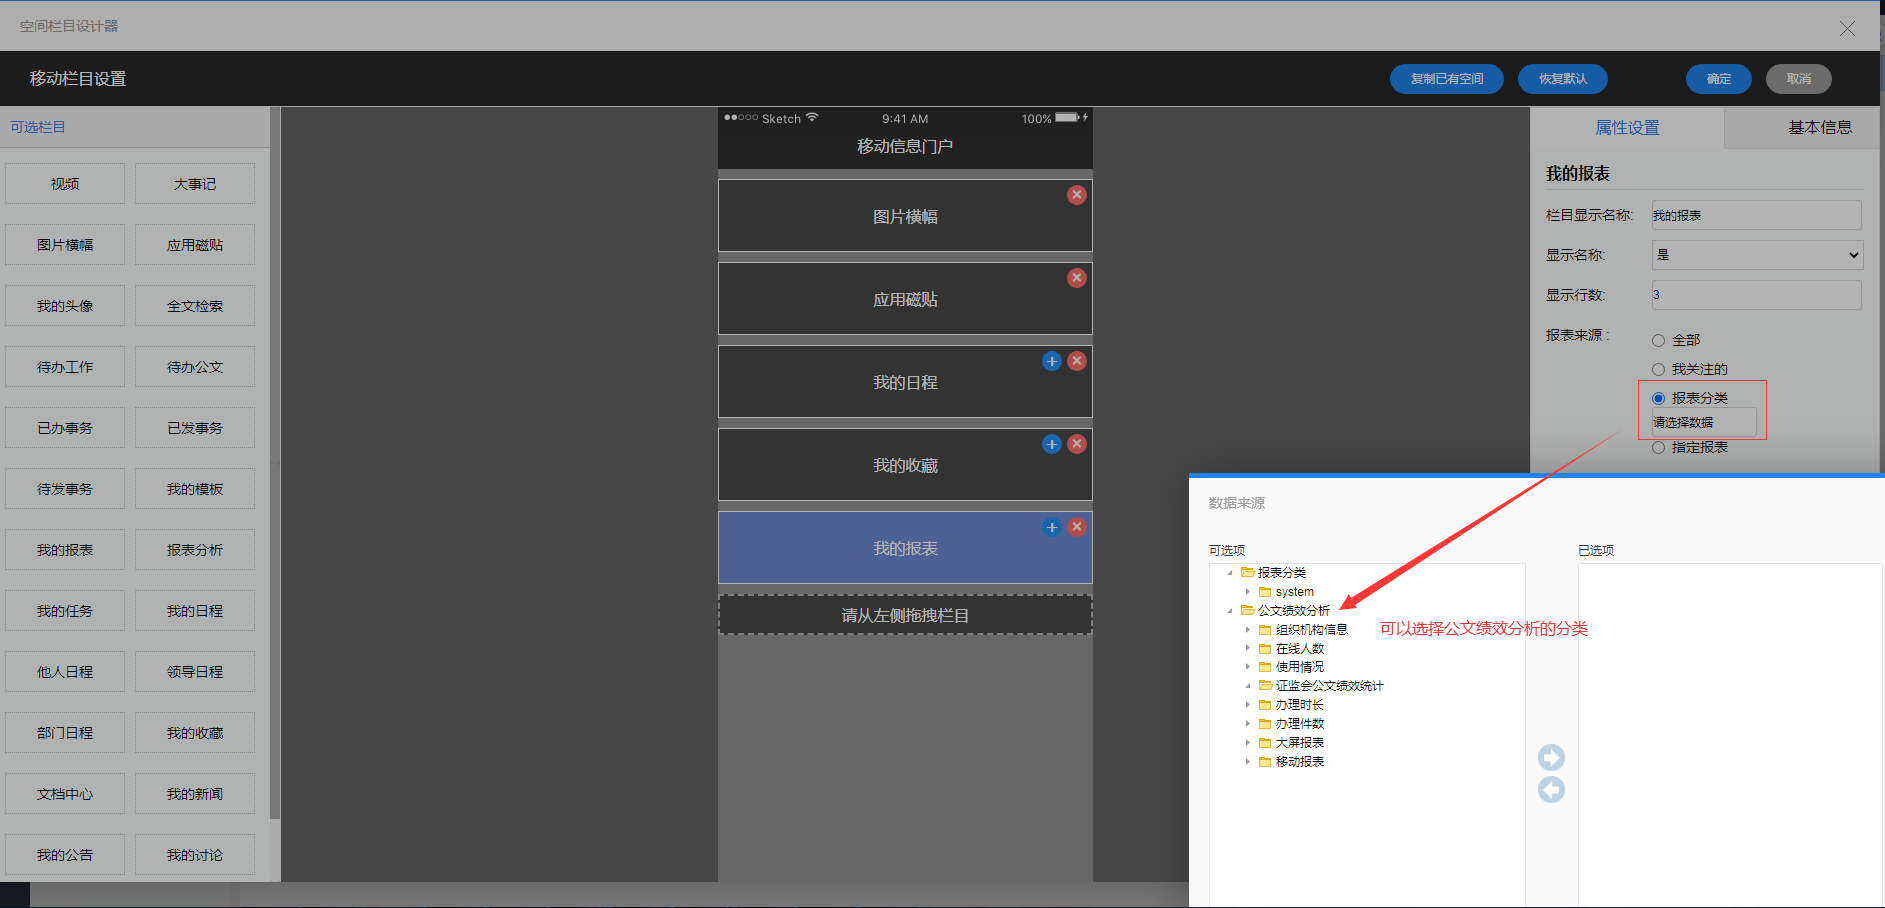 空间栏目设计器
移动栏目设置
复制已有空间
恢复默认
确定
取消
可选栏目
视频
大事记
图片横幅
应用磁贴
我的头像
全文检索
待办工作
待办公文
已办事务
已发事务
待发事务
我的模板
我的报表
报表分析
我的任务
我的日程
他人日程
领导日程
部门日程
我的收藏
文档中心
我的新闻
我的公告
我的讨论
Sketch
9:41 AM
100%
移动信息门户
图片横幅
应用磁贴
我的日程
我的收藏
我的报表
请从左侧拖拽栏目
属性设置
基本信息
我的报表
栏目显示名称:
我的报表
显示名称:
是
显示行数:
3
报表来源 :
全部
我关注的
报表分类
请选择数据
指定报表
数据来源
可选项
报表分类
system
公文绩效分析
组织机构信息
在线人数
使用情况
证监会公文绩效统计
办理时长
办理件数
大屏报表
移动报表
可以选择公文绩效分析的分类
已选项